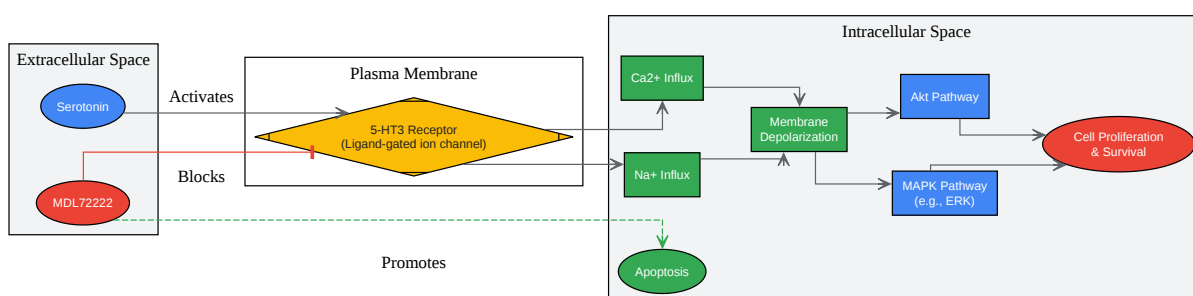 Extracellular Space
Serotonin
MDL72222
Activates
Blocks
Promotes
Plasma Membrane
5-HT3 Receptor
(Ligand-gated ion channel)
Intracellular Space
Ca2+ Influx
Na+ Influx
Membrane
Depolarization
Akt Pathway
MAPK Pathway
(e.g., ERK)
Cell Proliferation
& Survival
Apoptosis